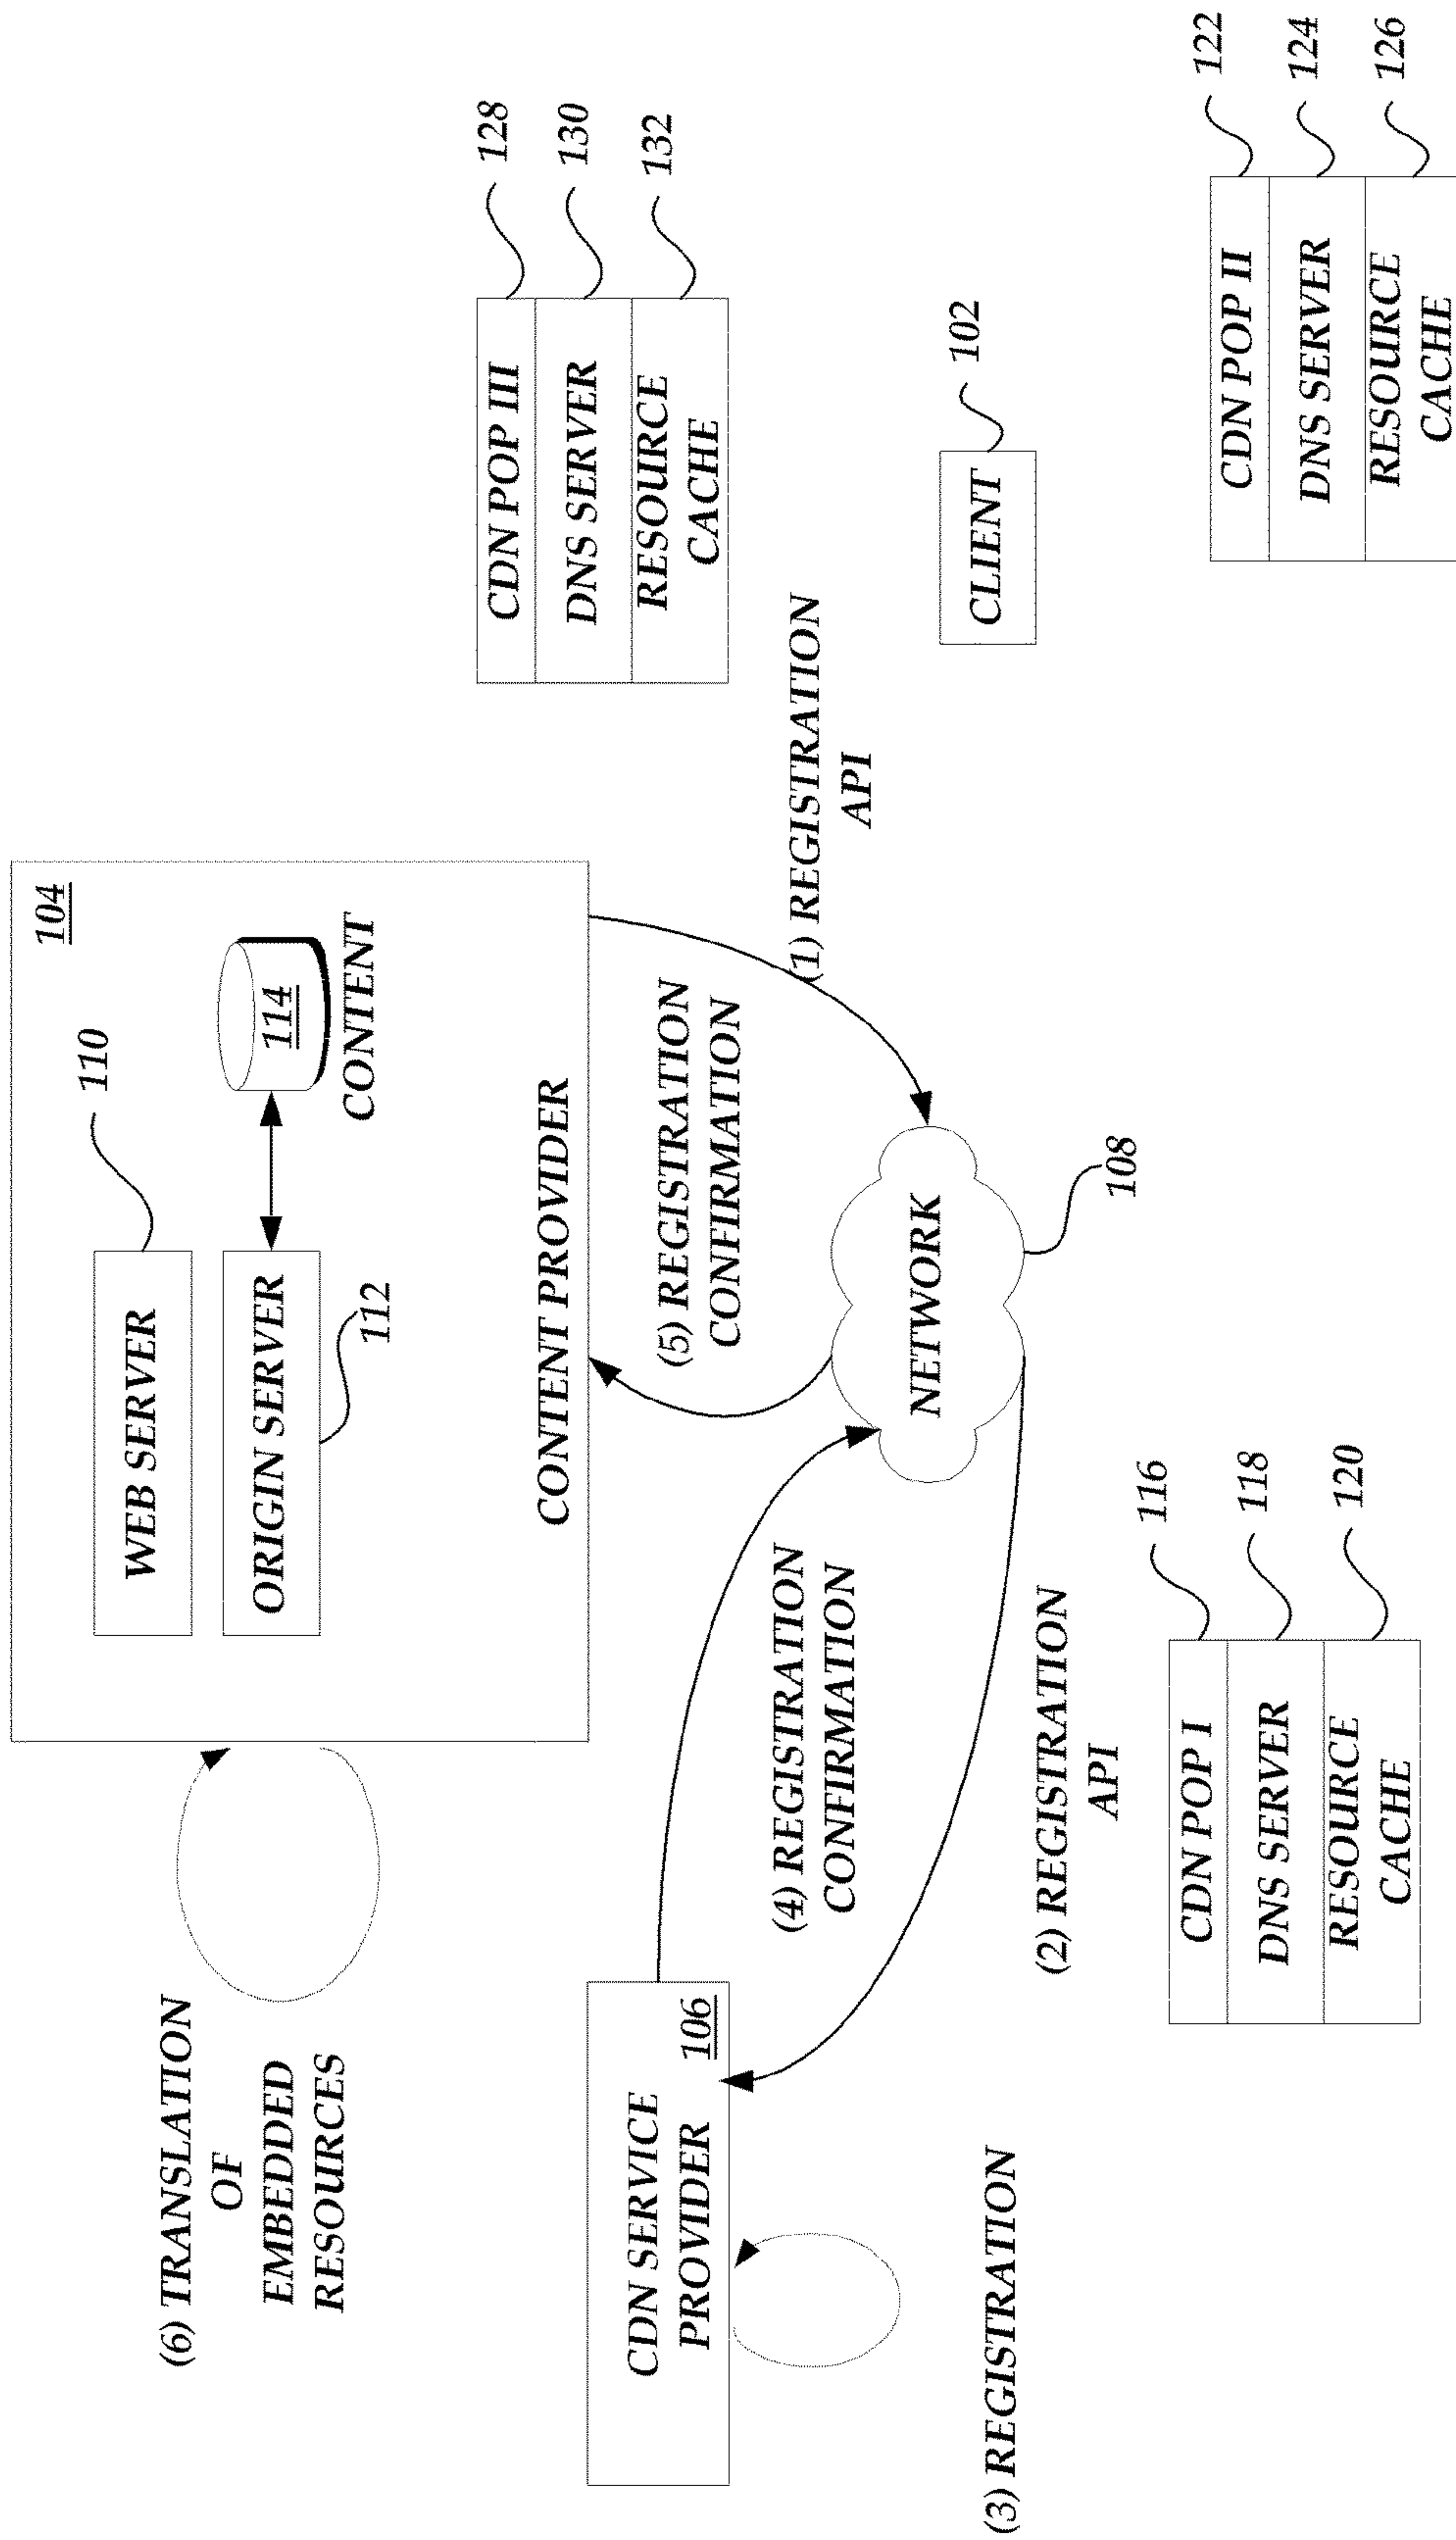 (6) TRANSLATION
OF
EMBEDDED
RESOURCES
104
WEB SERVER
110
ORIGIN SERVER
112
114
CONTENT
CONTENT PROVIDER
CDN SERVICE
PROVIDER
106
(3) REGISTRATION
(4) REGISTRATION
CONFIRMATION
(5) REGISTRATION
CONFIRMATION
(1) REGISTRATION
API
NETWORK
108
(2) REGISTRATION
API
CDN POP III
128
DNS SERVER
130
RESOURCE
CACHE
132
CLIENT
102
CDN POP I
116
DNS SERVER
118
RESOURCE
CACHE
120
CDN POP II
122
DNS SERVER
124
RESOURCE
CACHE
126